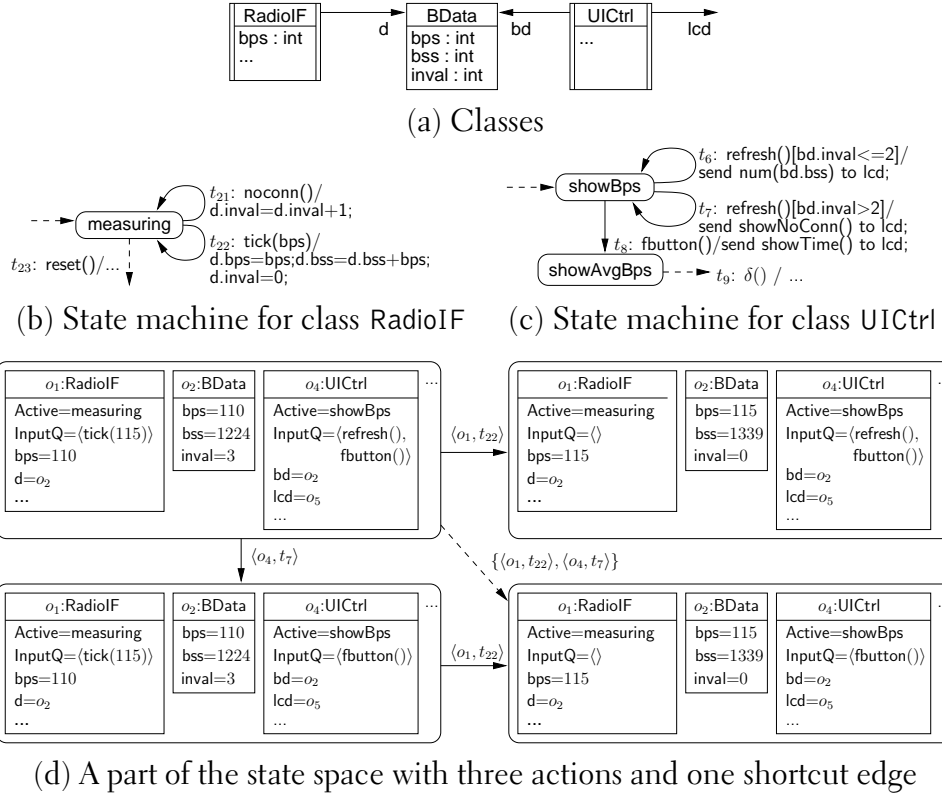 RadioIF
bps : int
...
d
BData
bps : int
bss : int
inval : int
bd
UICtrl
...
lcd
(a) Classes
t21: noconn()/
d.inval=d.inval+1;
measuring
t22: tick(bps)/
d.bps=bps;d.bss=d.bss+bps;
d.inval=0;
t23: reset()/...
(b) State machine for class RadioIF
t6: refresh()[bd.inval<=2]/
send num(bd.bss) to lcd;
showBps
t7: refresh()[bd.inval>2]/
send showNoConn() to lcd;
t8: fbutton()/send showTime() to lcd;
showAvgBps
t9: δ() / ...
(c) State machine for class UICtrl
o1:RadioIF
Active=measuring
InputQ=⟨tick(115)⟩
bps=110
d=o2
...
o2:BData
bps=110
bss=1224
inval=3
o4:UICtrl
Active=showBps
InputQ=⟨refresh(),
fbutton()⟩
bd=o2
lcd=o5
...
...
⟨o1, t22⟩
o1:RadioIF
Active=measuring
InputQ=⟨⟩
bps=115
d=o2
...
o2:BData
bps=115
bss=1339
inval=0
o4:UICtrl
Active=showBps
InputQ=⟨refresh(),
fbutton()⟩
bd=o2
lcd=o5
...
⟨o4, t7⟩
{⟨o1, t22⟩, ⟨o4, t7⟩}
o1:RadioIF
Active=measuring
InputQ=⟨tick(115)⟩
bps=110
d=o2
...
o2:BData
bps=110
bss=1224
inval=3
o4:UICtrl
Active=showBps
InputQ=⟨fbutton()⟩
bd=o2
lcd=o5
...
...
⟨o1, t22⟩
o1:RadioIF
Active=measuring
InputQ=⟨⟩
bps=115
d=o2
...
o2:BData
bps=115
bss=1339
inval=0
o4:UICtrl
Active=showBps
InputQ=⟨fbutton()⟩
bd=o2
lcd=o5
...
(d) A part of the state space with three actions and one shortcut edge